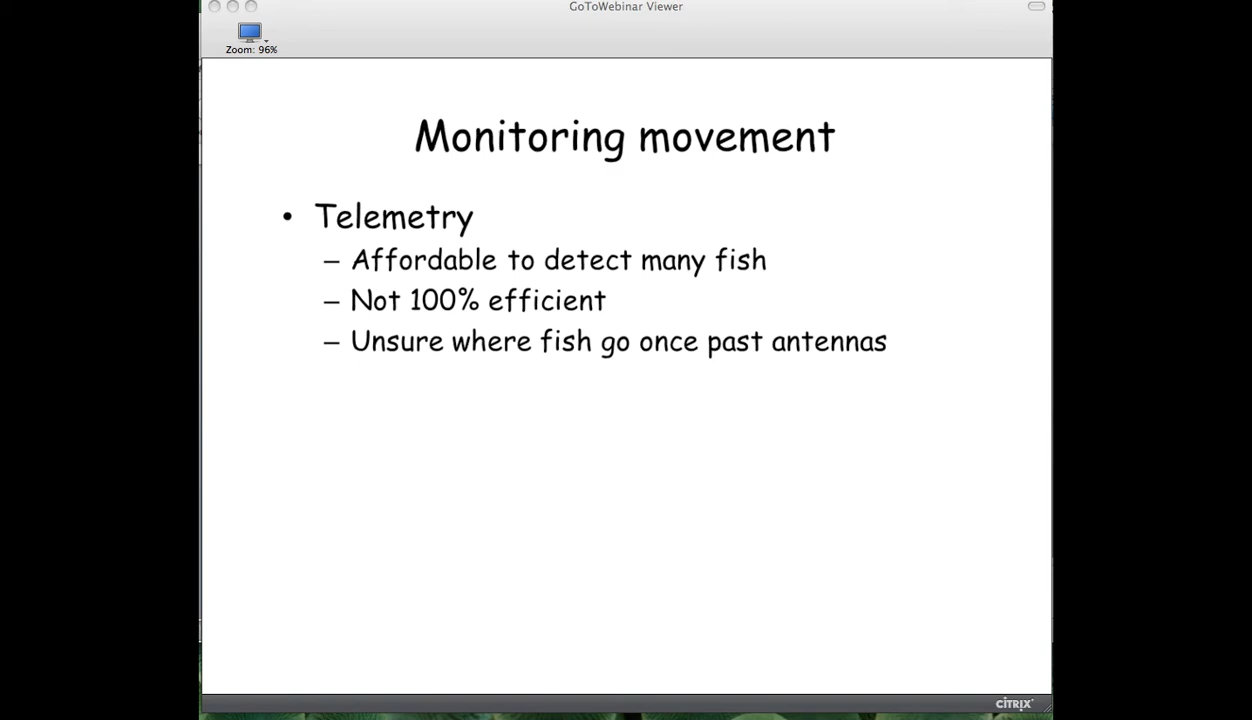 GoToWebinar Viewer
Zoom: 96%
Monitoring movement
• Telemetry
– Affordable to detect many fish
– Not 100% efficient
– Unsure where fish go once past antennas
CITRIX